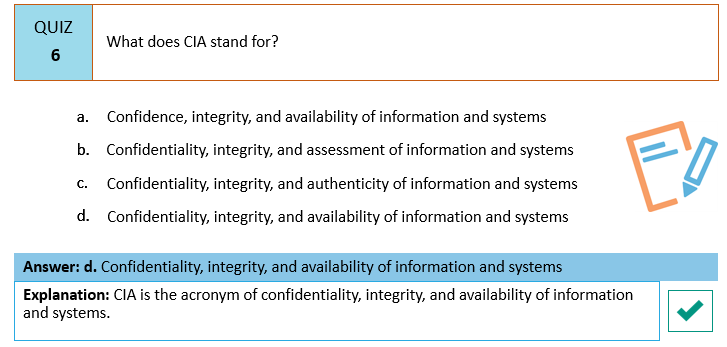 QUIZ
6
What does CIA stand for?
a. Confidence, integrity, and availability of information and systems
b. Confidentiality, integrity, and assessment of information and systems
c. Confidentiality, integrity, and authenticity of information and systems
d. Confidentiality, integrity, and availability of information and systems
Answer: d. Confidentiality, integrity, and availability of information and systems
Explanation: CIA is the acronym of confidentiality, integrity, and availability of information
and systems.